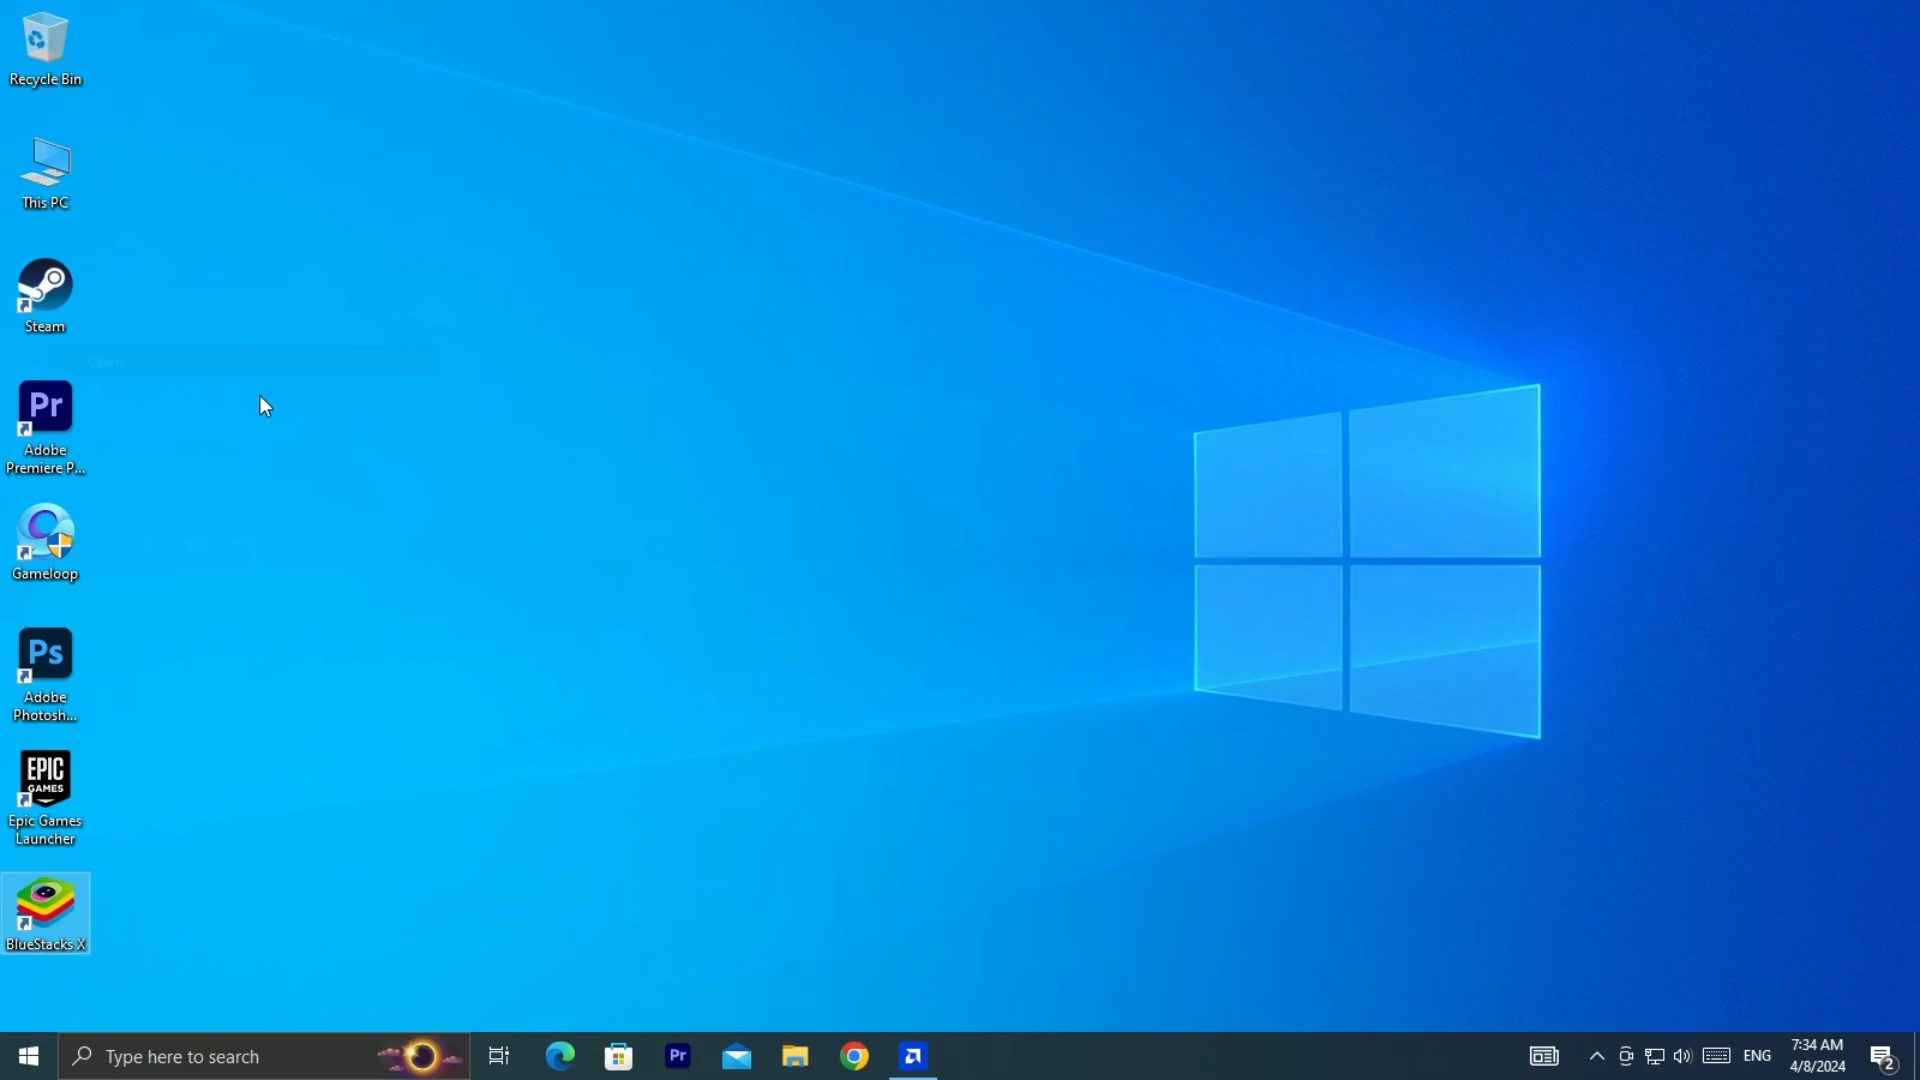 Recycle Bin
This PC
Steam
Open
Pr
Adobe
Premiere P...
Gameloop
Ps
Adobe
Photosh...
EPIC
GAMES
Epic Games
Launcher
BlueStacks X
Type here to search
Pr
ENG
7:34 AM
4/8/2024
2